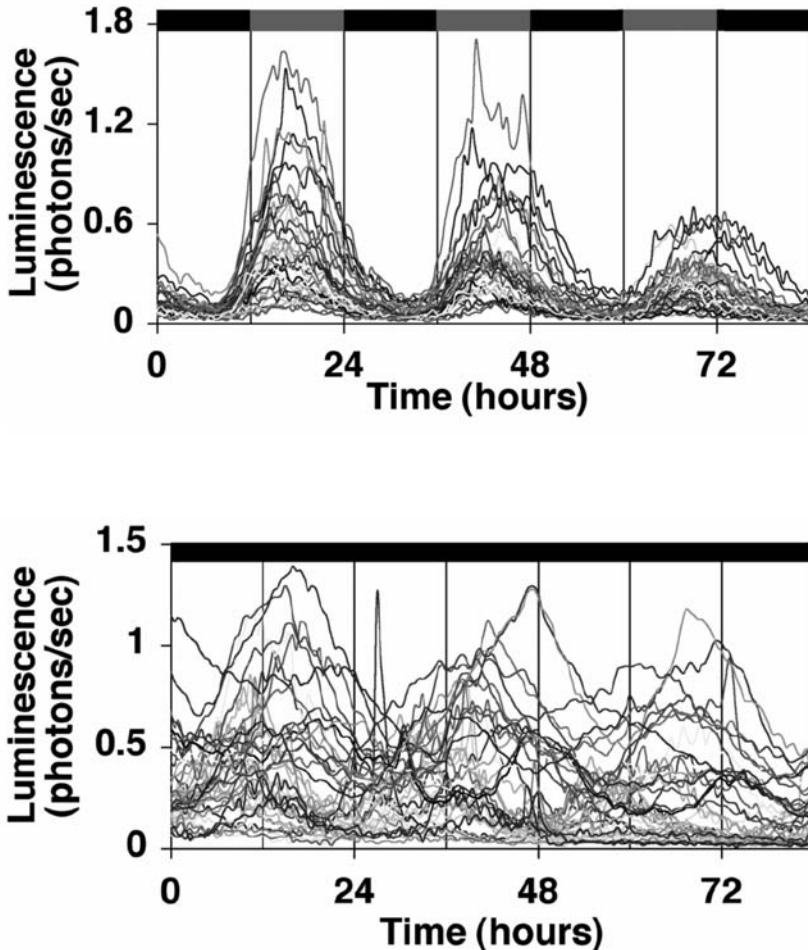 1.8
1.2
0.6
0
Luminescence
(photons/sec)
0 24 48 72
Time (hours)
1.5
1
0.5
0
Luminescence
(photons/sec)
0 24 48 72
Time (hours)